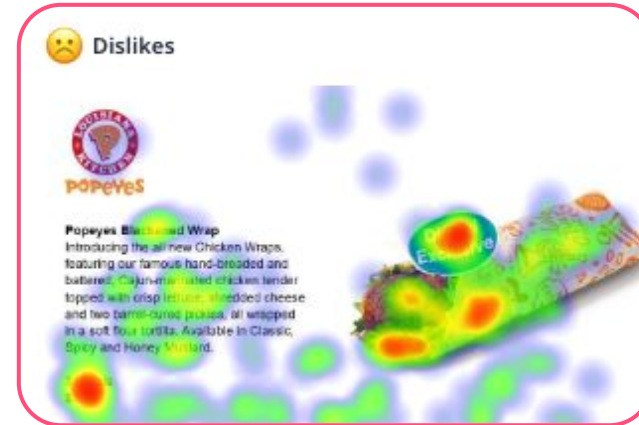 Dislikes
LOUISIANA
KITCHEN
POPEYES
Popeyes Blackened Wrap
Introducing the all new Chicken Wraps,
featuring our famous hand-breaded and
battered, Cajun-marinated chicken tender
topped with crisp lettuce, shredded cheese
and two barrel-cured pickles, all wrapped
in a soft flour tortilla. Available in Classic,
Spicy and Honey Mustard.